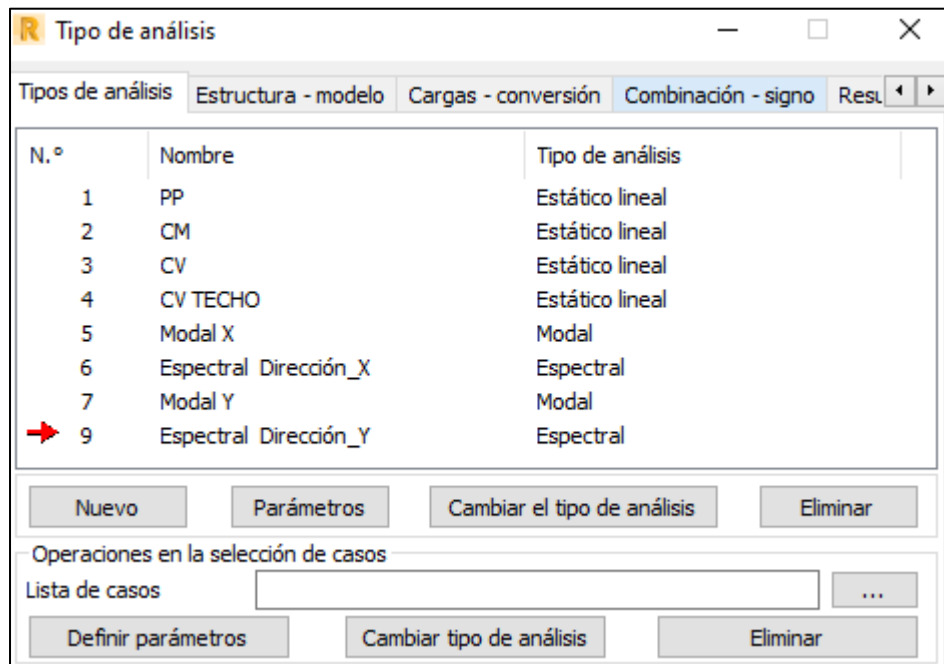 R Tipo de análisis
Tipos de análisis Estructura - modelo Cargas - conversión Combinación - signo Resu
N.º Nombre Tipo de análisis
1 PP Estático lineal
2 CM Estático lineal
3 CV Estático lineal
4 CV TECHO Estático lineal
5 Modal X Modal
6 Espectral Dirección_X Espectral
7 Modal Y Modal
9 Espectral Dirección_Y Espectral
Nuevo Parámetros Cambiar el tipo de análisis Eliminar
Operaciones en la selección de casos
Lista de casos ...
Definir parámetros Cambiar tipo de análisis Eliminar